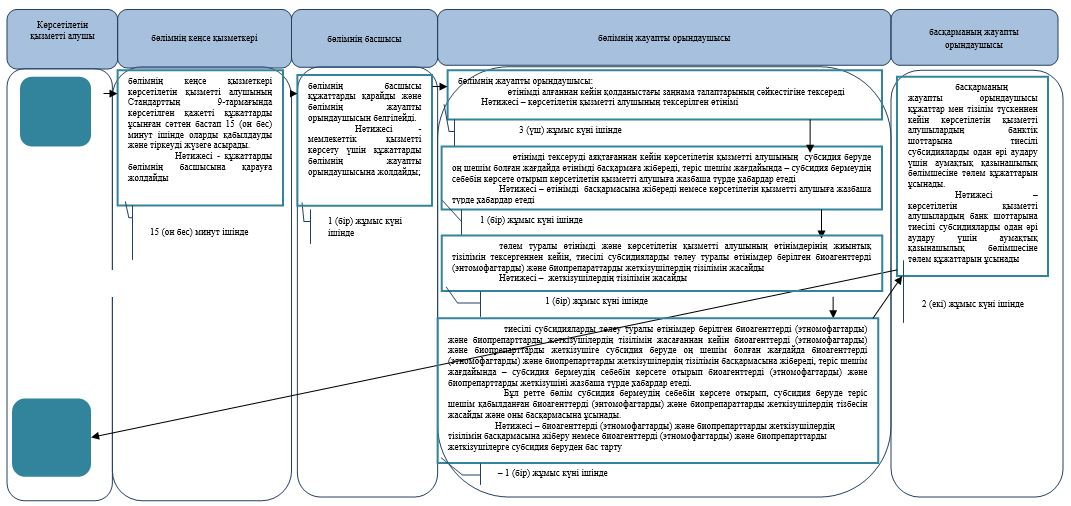 Көрсетілетін
қызметті алушы
бөлімнің кеңсе қызметкері
бөлімнің басшысы
бөлімнің жауапты орындаушысы
басқарманың жауапты
орындаушысы
бөлімнің кеңсе қызметкері
көрсетілетін қызметті алушының
Стандарттың 9-тармағында
көрсетілген қажетті құжаттарды
ұсынған сәттен бастап 15 (он бес)
минут ішінде оларды қабылдауды
және тіркеуді жүзеге асырады.
Нәтижесі - құжаттарды
бөлімнің басшысына қарауға
жолдайды
15 (он бес) минут ішінде
бөлімнің басшысы
құжаттарды қарайды және
бөлімнің жауапты
орындаушысын белгілейді.
Нәтижесі -
мемлекеттік қызметті
көрсету үшін құжаттарды
бөлімнің жауапты
орындаушысына жолдайды;
1 (бір) жұмыс күні
ішінде
бөлімнің жауапты орындаушысы:
өтінімді алғаннан кейін қолданыстағы заңнама талаптарының сәйкестігіне тексереді
Нәтижесі – көрсетілетін қызметті алушының тексерілген өтінімі
3 (үш) жұмыс күні ішінде
өтінімді тексеруді аяқтағаннан кейін көрсетілетін қызметті алушының субсидия беруде
оң шешім болған жағдайда өтінімді басқармаға жібереді, теріс шешім жағдайында – субсидия бермеудің
себебін көрсете отырып көрсетілетін қызметті алушыға жазбаша түрде хабардар етеді
Нәтижесі – өтінімді басқармасына жібереді немесе көрсетілетін қызметті алушыға жазбаша
түрде хабардар етеді
1 (бір) жұмыс күні ішінде
төлем туралы өтінімді және көрсетілетін қызметті алушының өтінімдерінің жиынтық
тізілімін тексергеннен кейін, тиесілі субсидияларды төлеу туралы өтінімдер берілген биоагенттерді
(энтомофагтарды) және биопрепараттарды жеткізушілердің тізілімін жасайды
Нәтижесі – жеткізушілердің тізілімін жасайды
1 (бір) жұмыс күні ішінде
тиесілі субсидияларды төлеу туралы өтінімдер берілген биоагенттерді (этномофагтарды)
және биопрепарттарды жеткізушілердің тізілімін жасағаннан кейін биоагенттерді (этномофагтарды)
және биопрепарттарды жеткізушіге субсидия беруде оң шешім болған жағдайда биоагенттерді
(этномофагтарды) және биопрепарттарды жеткізушілердің тізілімін басқармасына жібереді, теріс шешім
жағдайында – субсидия бермеудің себебін көрсете отырып биоагенттерді (этномофагтарды) және
биопрепарттарды жеткізушіні жазбаша түрде хабардар етеді.
Бұл ретте бөлім субсидия бермеудің себебін көрсете отырып, субсидия беруде теріс
шешім қабылданған биоагенттерді (энтомофагтарды) және биопрепараттарды жеткізушілердің тізбесін
жасайды және оны басқармасына ұсынады.
Нәтижесі – биоагенттерді (этномофагтарды) және биопрепарттарды жеткізушілердің
тізілімін басқармасына жіберу немесе биоагенттерді (этномофагтарды) және биопрепарттарды
жеткізушілерге субсидия беруден бас тарту
– 1 (бір) жұмыс күні ішінде
басқарманың
жауапты орындаушысы
құжаттар мен тізілім түскеннен
кейін көрсетілетін қызметті
алушылардың банктік
шоттарына тиесілі
субсидияларды одан әрі аудару
үшін аумақтық қазынашылық
бөлімшесіне төлем құжаттарын
ұсынады.
Нәтижесі –
көрсетілетін қызметті
алушылардың банк шоттарына
тиесілі субсидияларды одан әрі
аудару үшін аумақтық
қазынашылық бөлімшесіне
төлем құжаттарын ұсынады
2 (екі) жұмыс күні ішінде